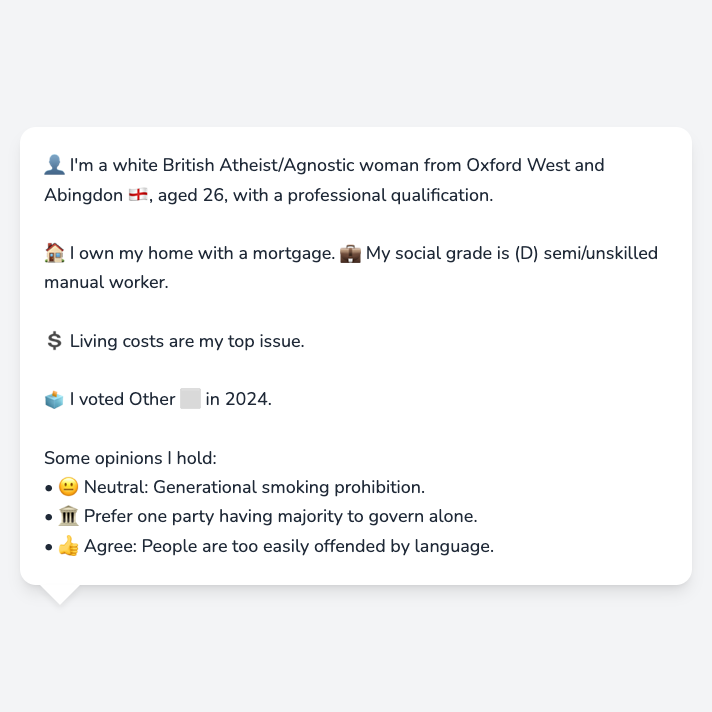 👤 I'm a white British Atheist/Agnostic woman from Oxford West and
Abingdon 🏴󠁧󠁢󠁥󠁮󠁧󠁿, aged 26, with a professional qualification.
🏠 I own my home with a mortgage. 💼 My social grade is (D) semi/unskilled
manual worker.
💲 Living costs are my top issue.
🗳️ I voted Other ⬜ in 2024.
Some opinions I hold:
• 😐 Neutral: Generational smoking prohibition.
• 🏛️ Prefer one party having majority to govern alone.
• 👍 Agree: People are too easily offended by language.